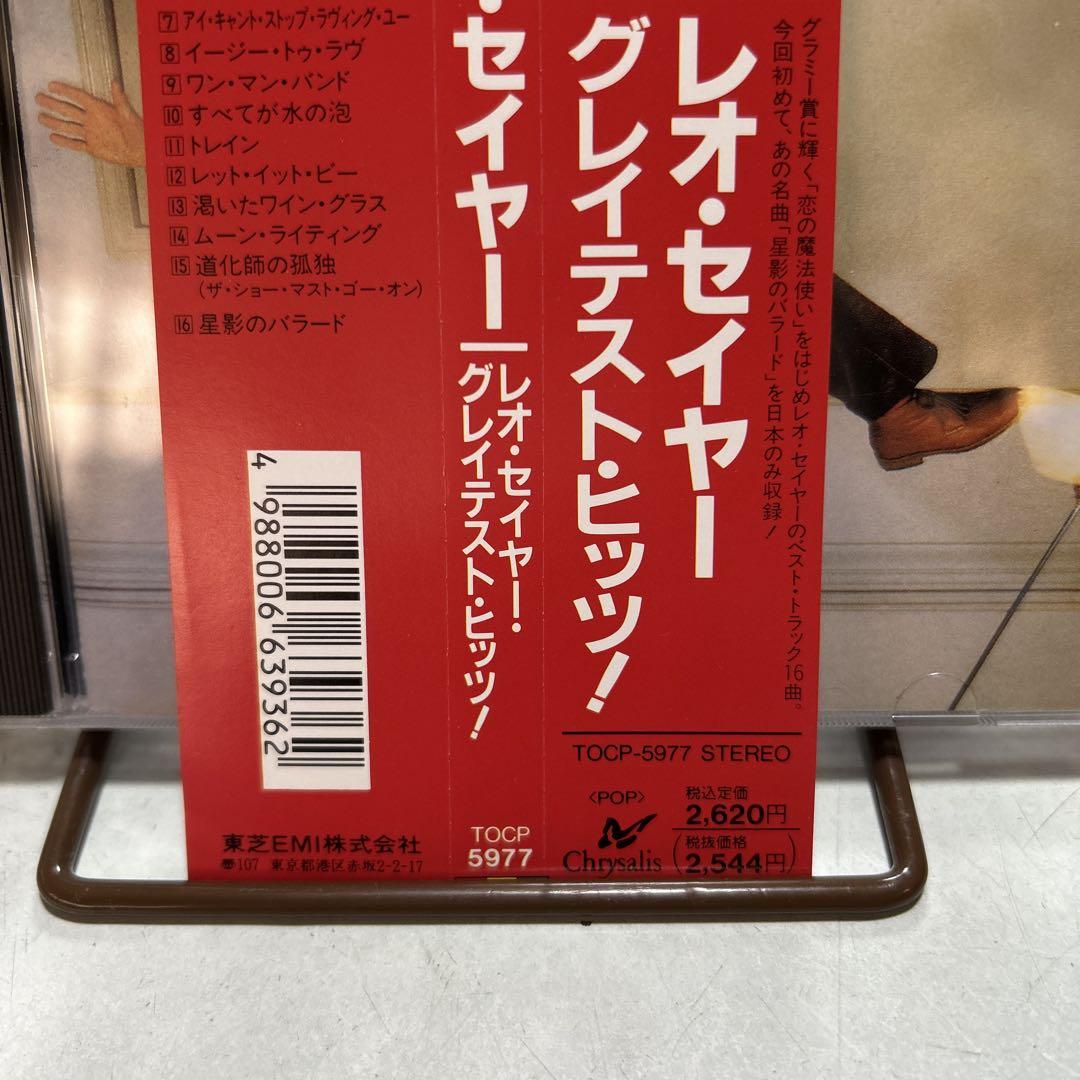 7 アイ・キャント・ストップ・ラヴィング・ユー
8 イージー・トゥ・ラヴ
9 ワン・マン・バンド
10 すべてが水の泡
11 トレイン
12 レット・イット・ビー
13 渇いたワイン・グラス
14 ムーン・ライティング
15 道化師の孤独
(ザ・ショー・マスト・ゴー・オン)
16 星影のバラード
4 988006 639362
東芝EMI株式会社
〠107 東京都港区赤坂2-2-17
・セイヤー
レオ・セイヤー・
グレイテスト・ヒッツ!
TOCP
5977
グラミー賞に輝く「恋の魔法使い」をはじめレオ・セイヤーのベスト・トラック16曲。
今回初めて、あの名曲「星影のバラード」を日本のみ収録!
レオ・セイヤー
グレイテスト・ヒッツ!
TOCP-5977 STEREO
〈POP〉
Chrysalis
税込定価
2,620円
(税抜価格
2,544円)